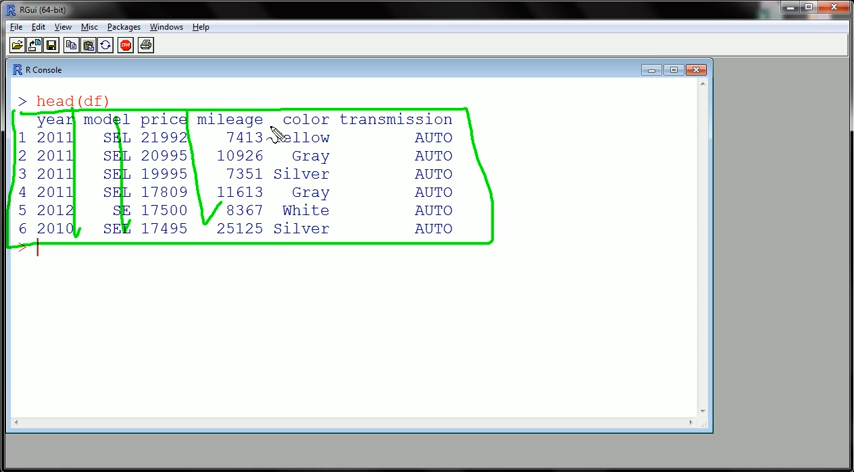 RGui (64-bit)
File Edit View Misc Packages Windows Help
STOP
R Console
> head(df)
year model price mileage color transmission
1 2011 SEL 21992 7413 Yellow AUTO
2 2011 SEL 20995 10926 Gray AUTO
3 2011 SEL 19995 7351 Silver AUTO
4 2011 SEL 17809 11613 Gray AUTO
5 2012 SE 17500 8367 White AUTO
6 2010 SEL 17495 25125 Silver AUTO
>